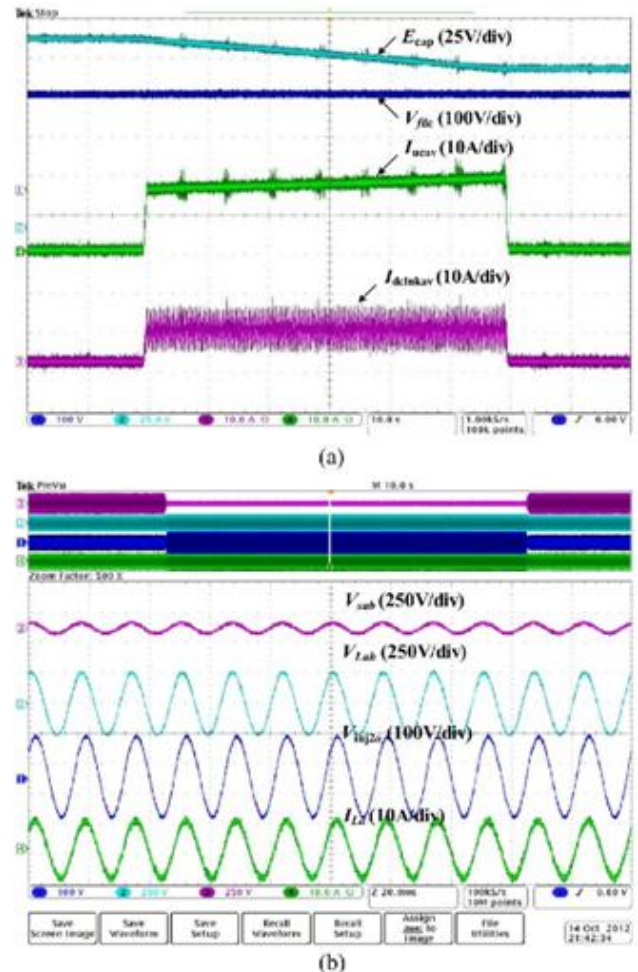 Tek Stop
E_cap (25V/div)
V_fdc (100V/div)
I_ucav (10A/div)
I_dclnkav (10A/div)
100 V 25.0 V 10.0 A Ω 10.0 A Ω 10.0 s 1.00kS/s 0.00 V
100k points
(a)
Tek PreVu M 10.0 s
Zoom Factor: 500 X
V_sab (250V/div)
V_Lab (250V/div)
V_inj2a (100V/div)
(10A/div)
100 V 250 V 250 V 10.0 A Ω Z 20.0ms 100kS/s 0.00 V
10M points
Save Screen Image
Save Waveform
Save Setup
Recall Waveform
Recall Setup
Assign to Image
File Utilities
14 Oct 2012
21:42:34
(b)